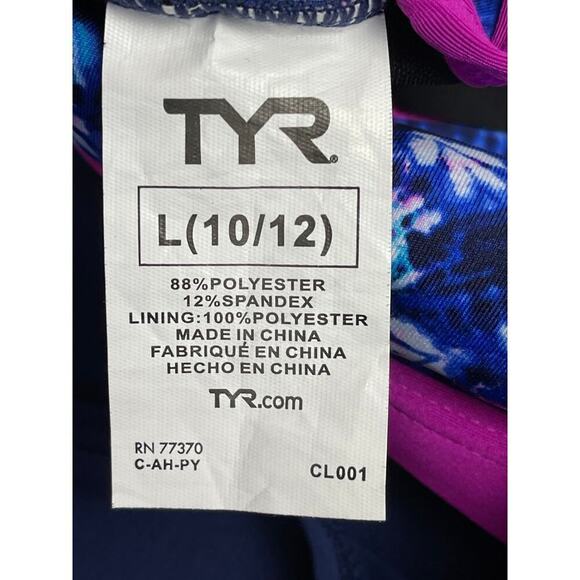 TYR®
L(10/12)
88%POLYESTER
12%SPANDEX
LINING:100%POLYESTER
MADE IN CHINA
FABRIQUÉ EN CHINA
HECHO EN CHINA
TYR.com
RN 77370
C-AH-PY
CL001